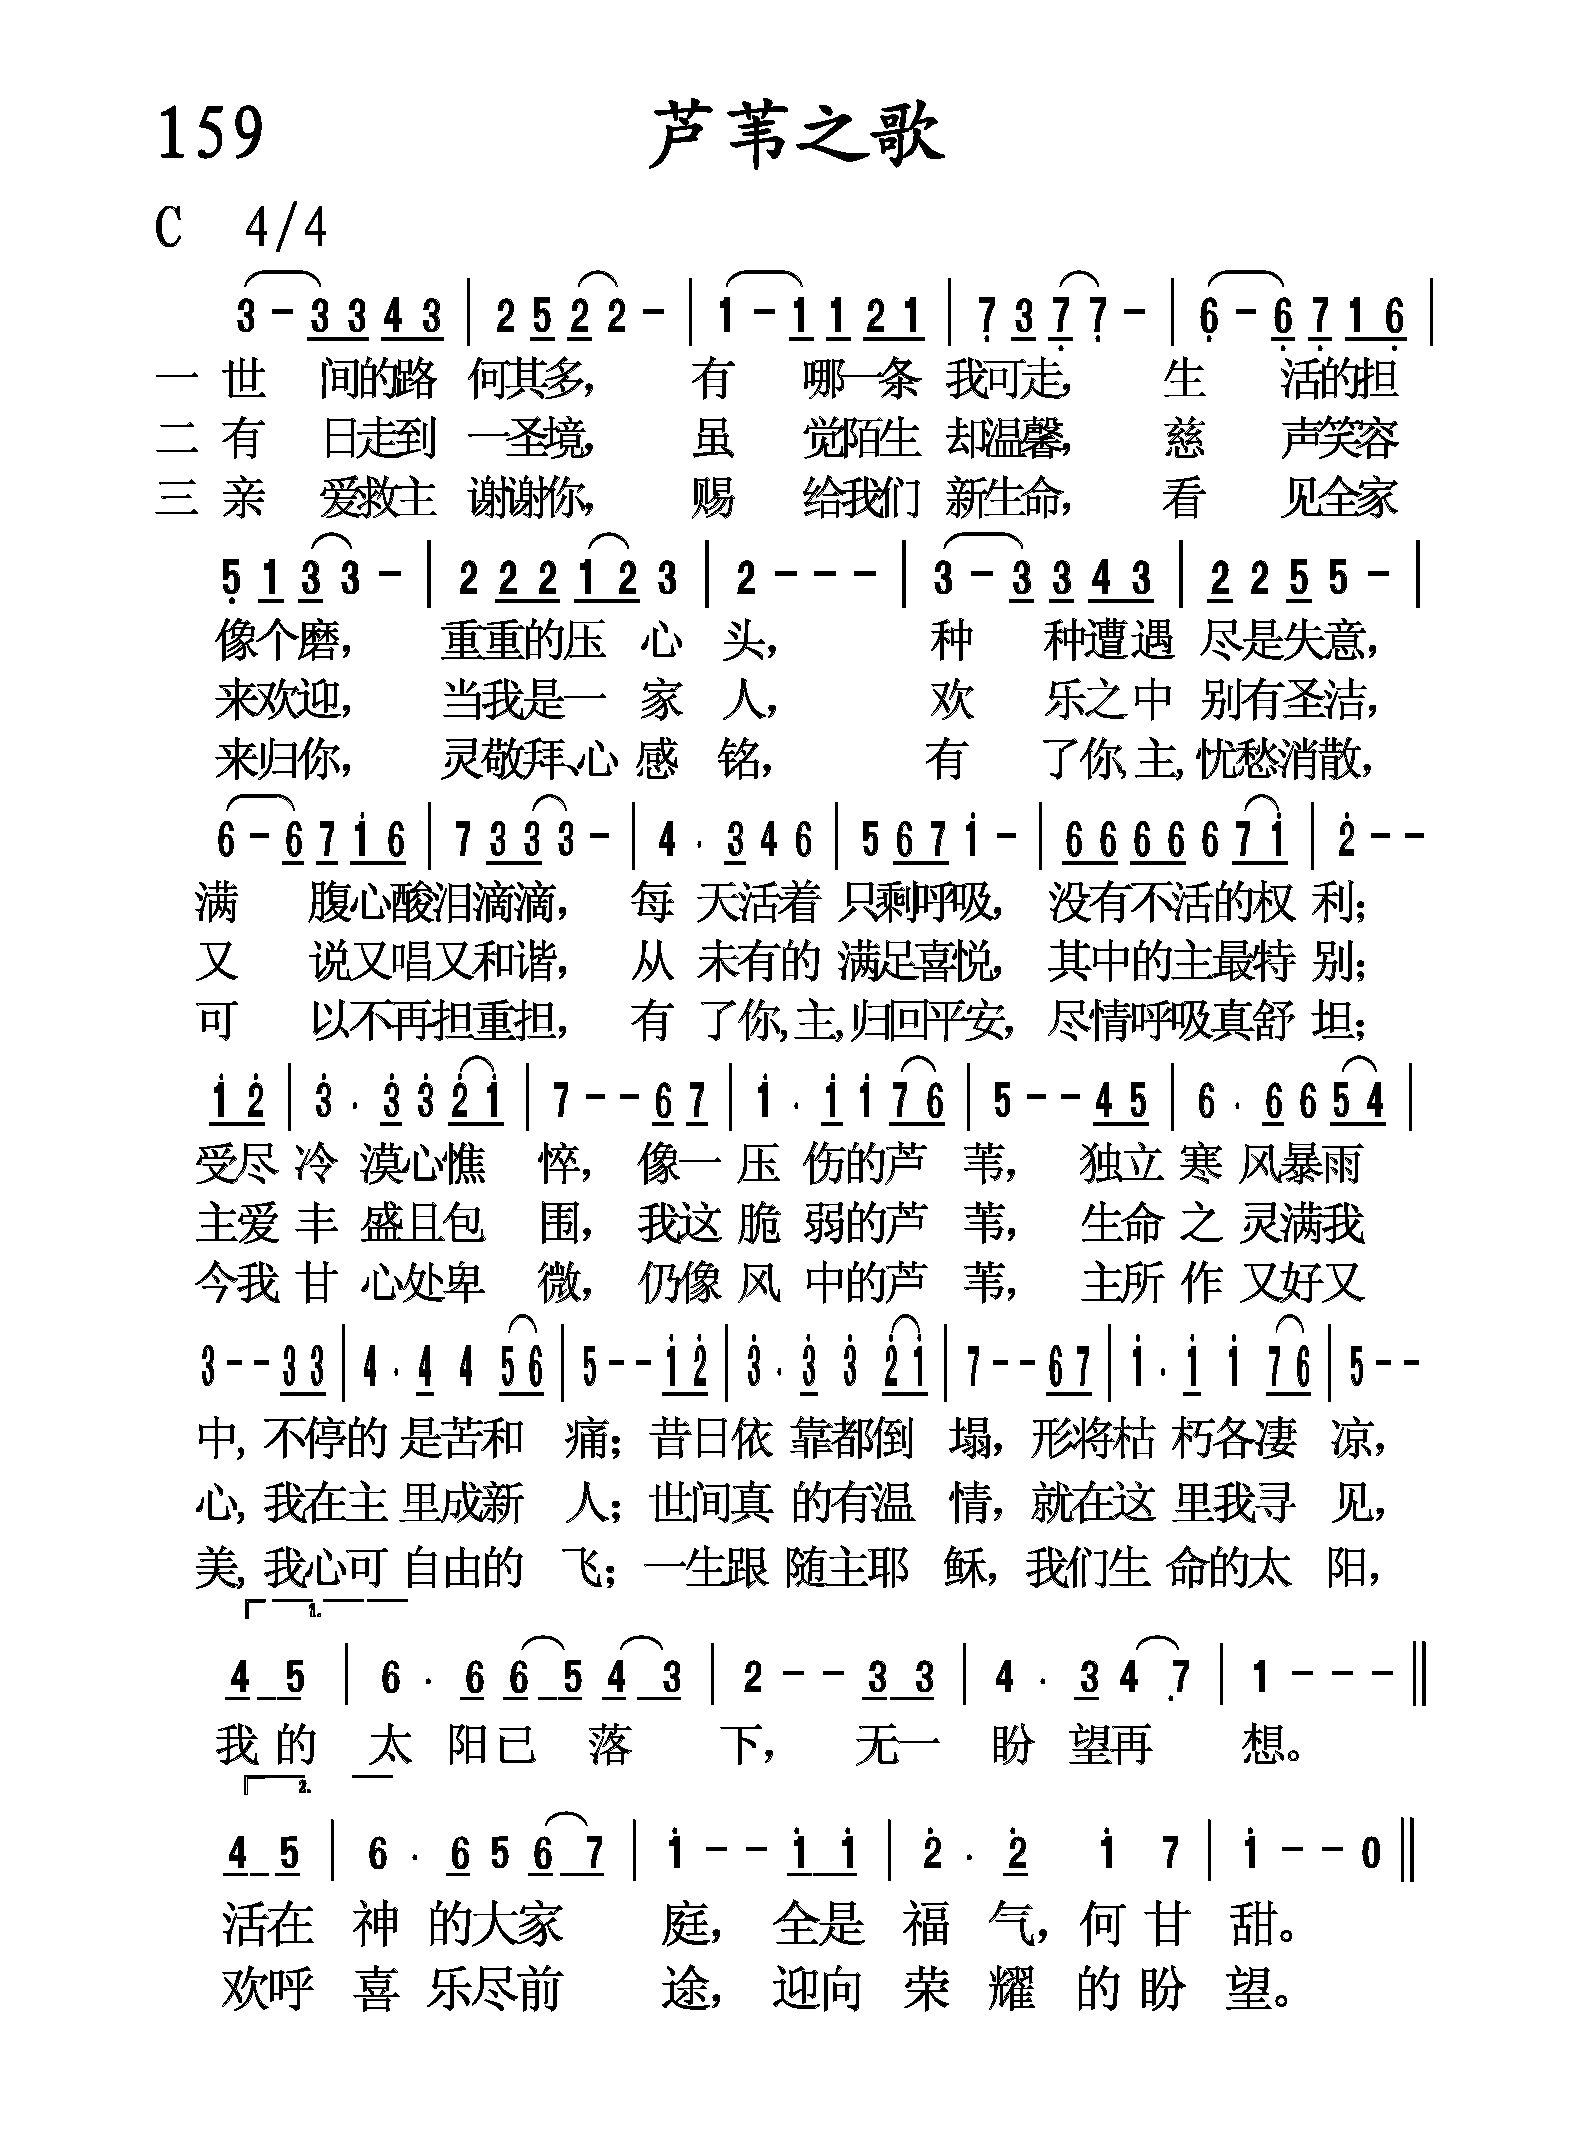 159 芦苇之歌
C 4/4
3 - 3 3 4 3 | 2 5 2 2 - | 1 - 1 1 2 1 | 7 3 7 7 - | 6 - 6 7 1 6 |
一 世 间的路 何其多， 有 哪一条 我可走， 生 活的担
二 有 日走到 一圣境， 虽 觉陌生 却温馨， 慈 声笑容
三 亲 爱救主 谢谢你， 赐 给我们 新生命， 看 见全家
5 1 3 3 - | 2 2 2 1 2 3 | 2 - - - | 3 - 3 3 4 3 | 2 2 5 5 - |
像个磨， 重重的压 心 头， 种 种遭遇 尽是失意，
来欢迎， 当我是一 家 人， 欢 乐之中 别有圣洁，
来归你， 灵敬拜、心 感 铭， 有 了你,主, 忧愁消散，
6 - 6 7 1 6 | 7 3 3 3 - | 4 . 3 4 6 | 5 6 7 1 - | 6 6 6 6 6 7 1 | 2 - -
满 腹心酸泪滴滴， 每 天活着 只剩呼吸， 没有不活的权 利；
又 说又唱又和谐， 从 未有的 满足喜悦， 其中的主最特 别；
可 以不再担重担， 有 了你,主, 归回平安， 尽情呼吸真舒 坦；
1 2 | 3 . 3 3 2 1 | 7 - - 6 7 | 1 . 1 1 7 6 | 5 - - 4 5 | 6 . 6 6 5 4 |
受尽 冷 漠心憔 悴， 像一 压 伤的芦 苇， 独立 寒 风暴雨
主爱 丰 盛且包 围， 我这 脆 弱的芦 苇， 生命 之 灵满我
今我 甘 心处卑 微， 仍像 风 中的芦 苇， 主所 作 又好又
3 - - 3 3 | 4 . 4 4 5 6 | 5 - - 1 2 | 3 . 3 3 2 1 | 7 - - 6 7 | 1 . 1 1 7 6 | 5 - -
中, 不停的 是苦和 痛；昔日依 靠都倒 塌，形将枯 朽各凄 凉，
心, 我在主 里成新 人；世间真 的有温 情，就在这 里我寻 见，
美, 我心可 自由的 飞；一生跟 随主耶 稣，我们生 命的太 阳，
1.
4 5 | 6 . 6 6 5 4 3 | 2 - - 3 3 | 4 . 3 4 7 | 1 - - - ||
我 的 太 阳已 落 下， 无一 盼 望再 想。
2.
4 5 | 6 . 6 5 6 7 | 1 - - 1 1 | 2 . 2 1 7 | 1 - - 0 ||
活在 神 的大家 庭， 全是 福 气，何 甘 甜。
欢呼 喜 乐尽前 途， 迎向 荣 耀 的 盼 望。